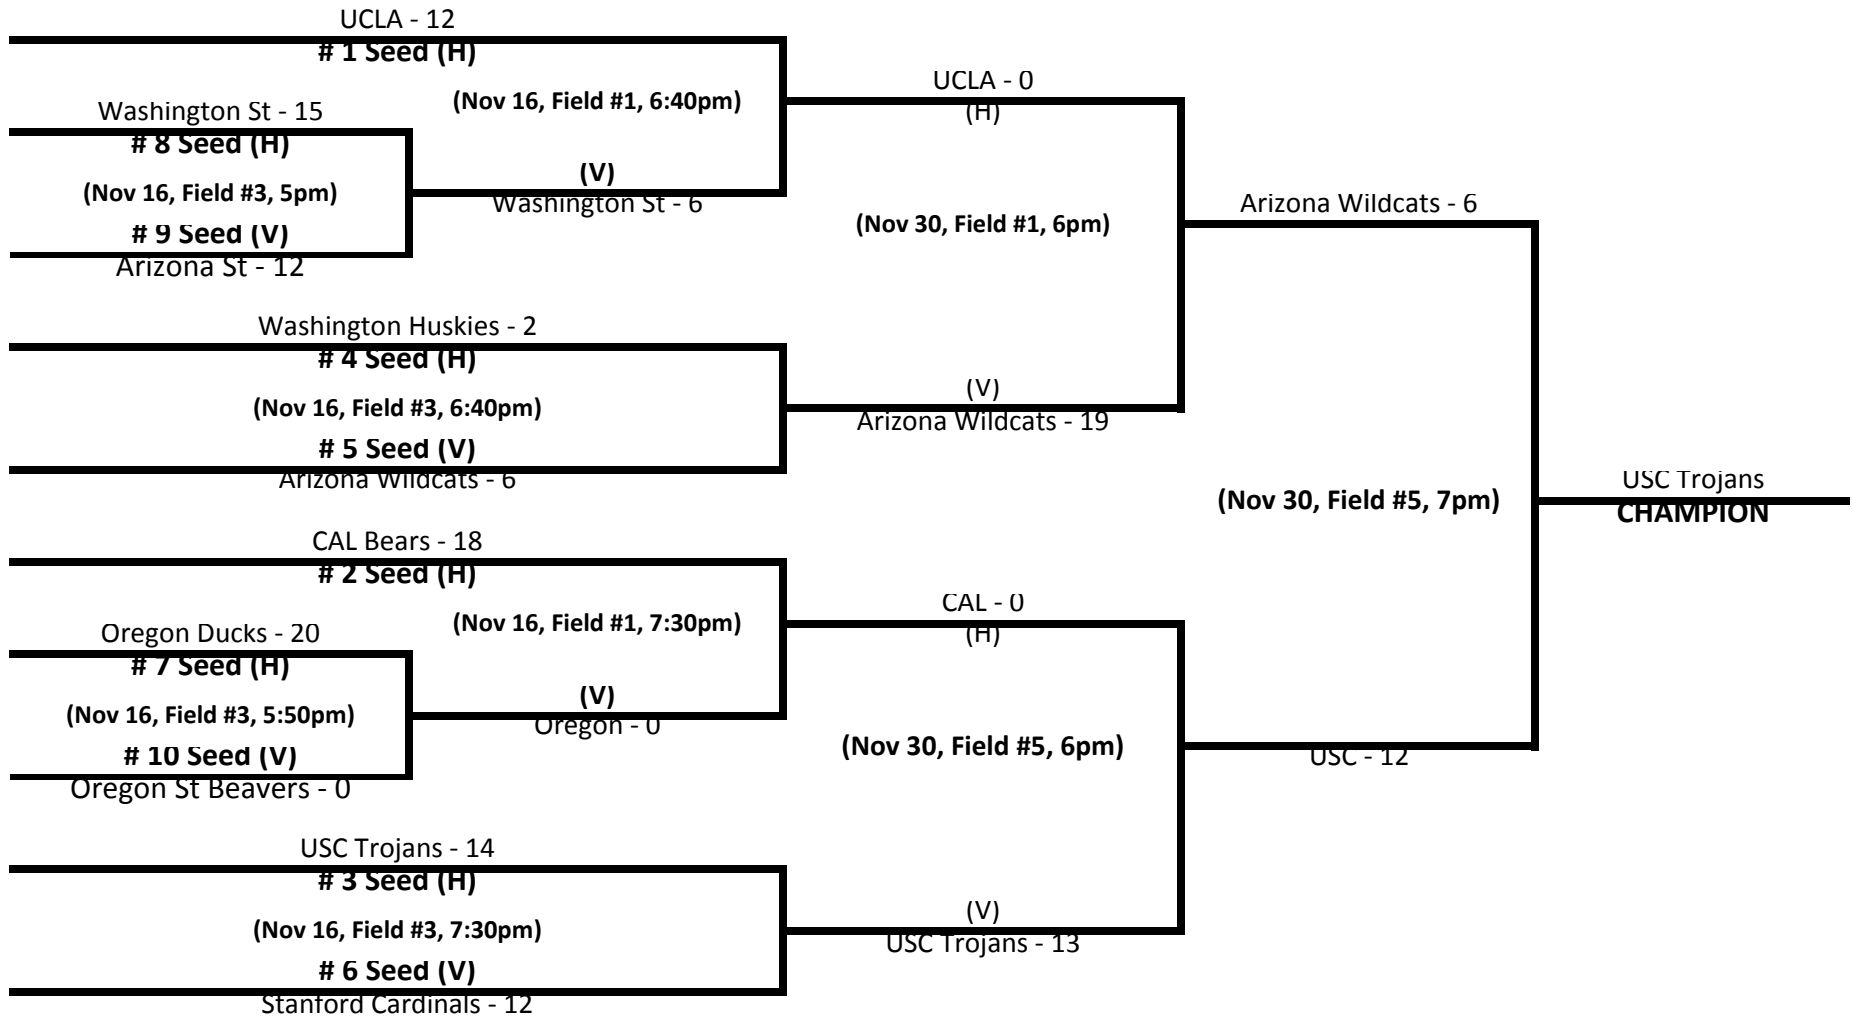 UCLA - 12
# 1 Seed (H)
(Nov 16, Field #1, 6:40pm)
Washington St - 15
# 8 Seed (H)
(Nov 16, Field #3, 5pm)
# 9 Seed (V)
Arizona St - 12
(V)
Washington St - 6
Washington Huskies - 2
# 4 Seed (H)
(Nov 16, Field #3, 6:40pm)
# 5 Seed (V)
Arizona Wildcats - 6
CAL Bears - 18
# 2 Seed (H)
(Nov 16, Field #1, 7:30pm)
Oregon Ducks - 20
# 7 Seed (H)
(Nov 16, Field #3, 5:50pm)
# 10 Seed (V)
Oregon St Beavers - 0
(V)
Oregon - 0
USC Trojans - 14
# 3 Seed (H)
(Nov 16, Field #3, 7:30pm)
# 6 Seed (V)
Stanford Cardinals - 12
UCLA - 0
(H)
(Nov 30, Field #1, 6pm)
(V)
Arizona Wildcats - 19
CAL - 0
(H)
(Nov 30, Field #5, 6pm)
(V)
USC Trojans - 13
Arizona Wildcats - 6
(Nov 30, Field #5, 7pm)
USC - 12
USC Trojans
CHAMPION